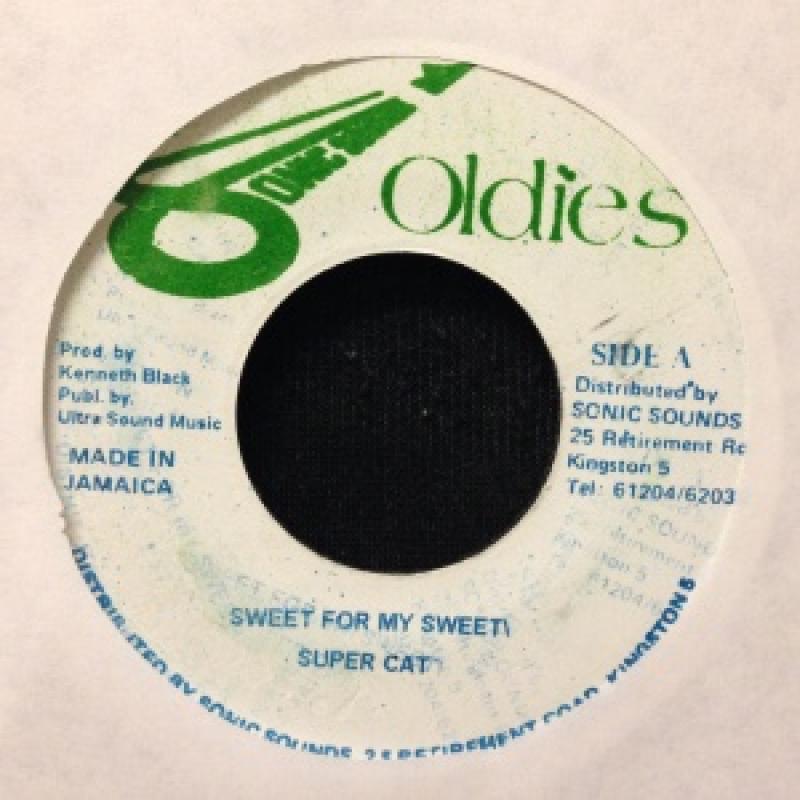 Oldies
SIDE A
Prod. by
Kenneth Black
Publ. by.
Ultra Sound Music
MADE IN
JAMAICA
Distributed by
SONIC SOUNDS
25 Retirement Rc
Kingston 5
Tel: 61204/6203
SWEET FOR MY SWEET
SUPER CAT
BY SONIC SOUNDS, 25 RETIREMENT ROAD, KINGSTON 5